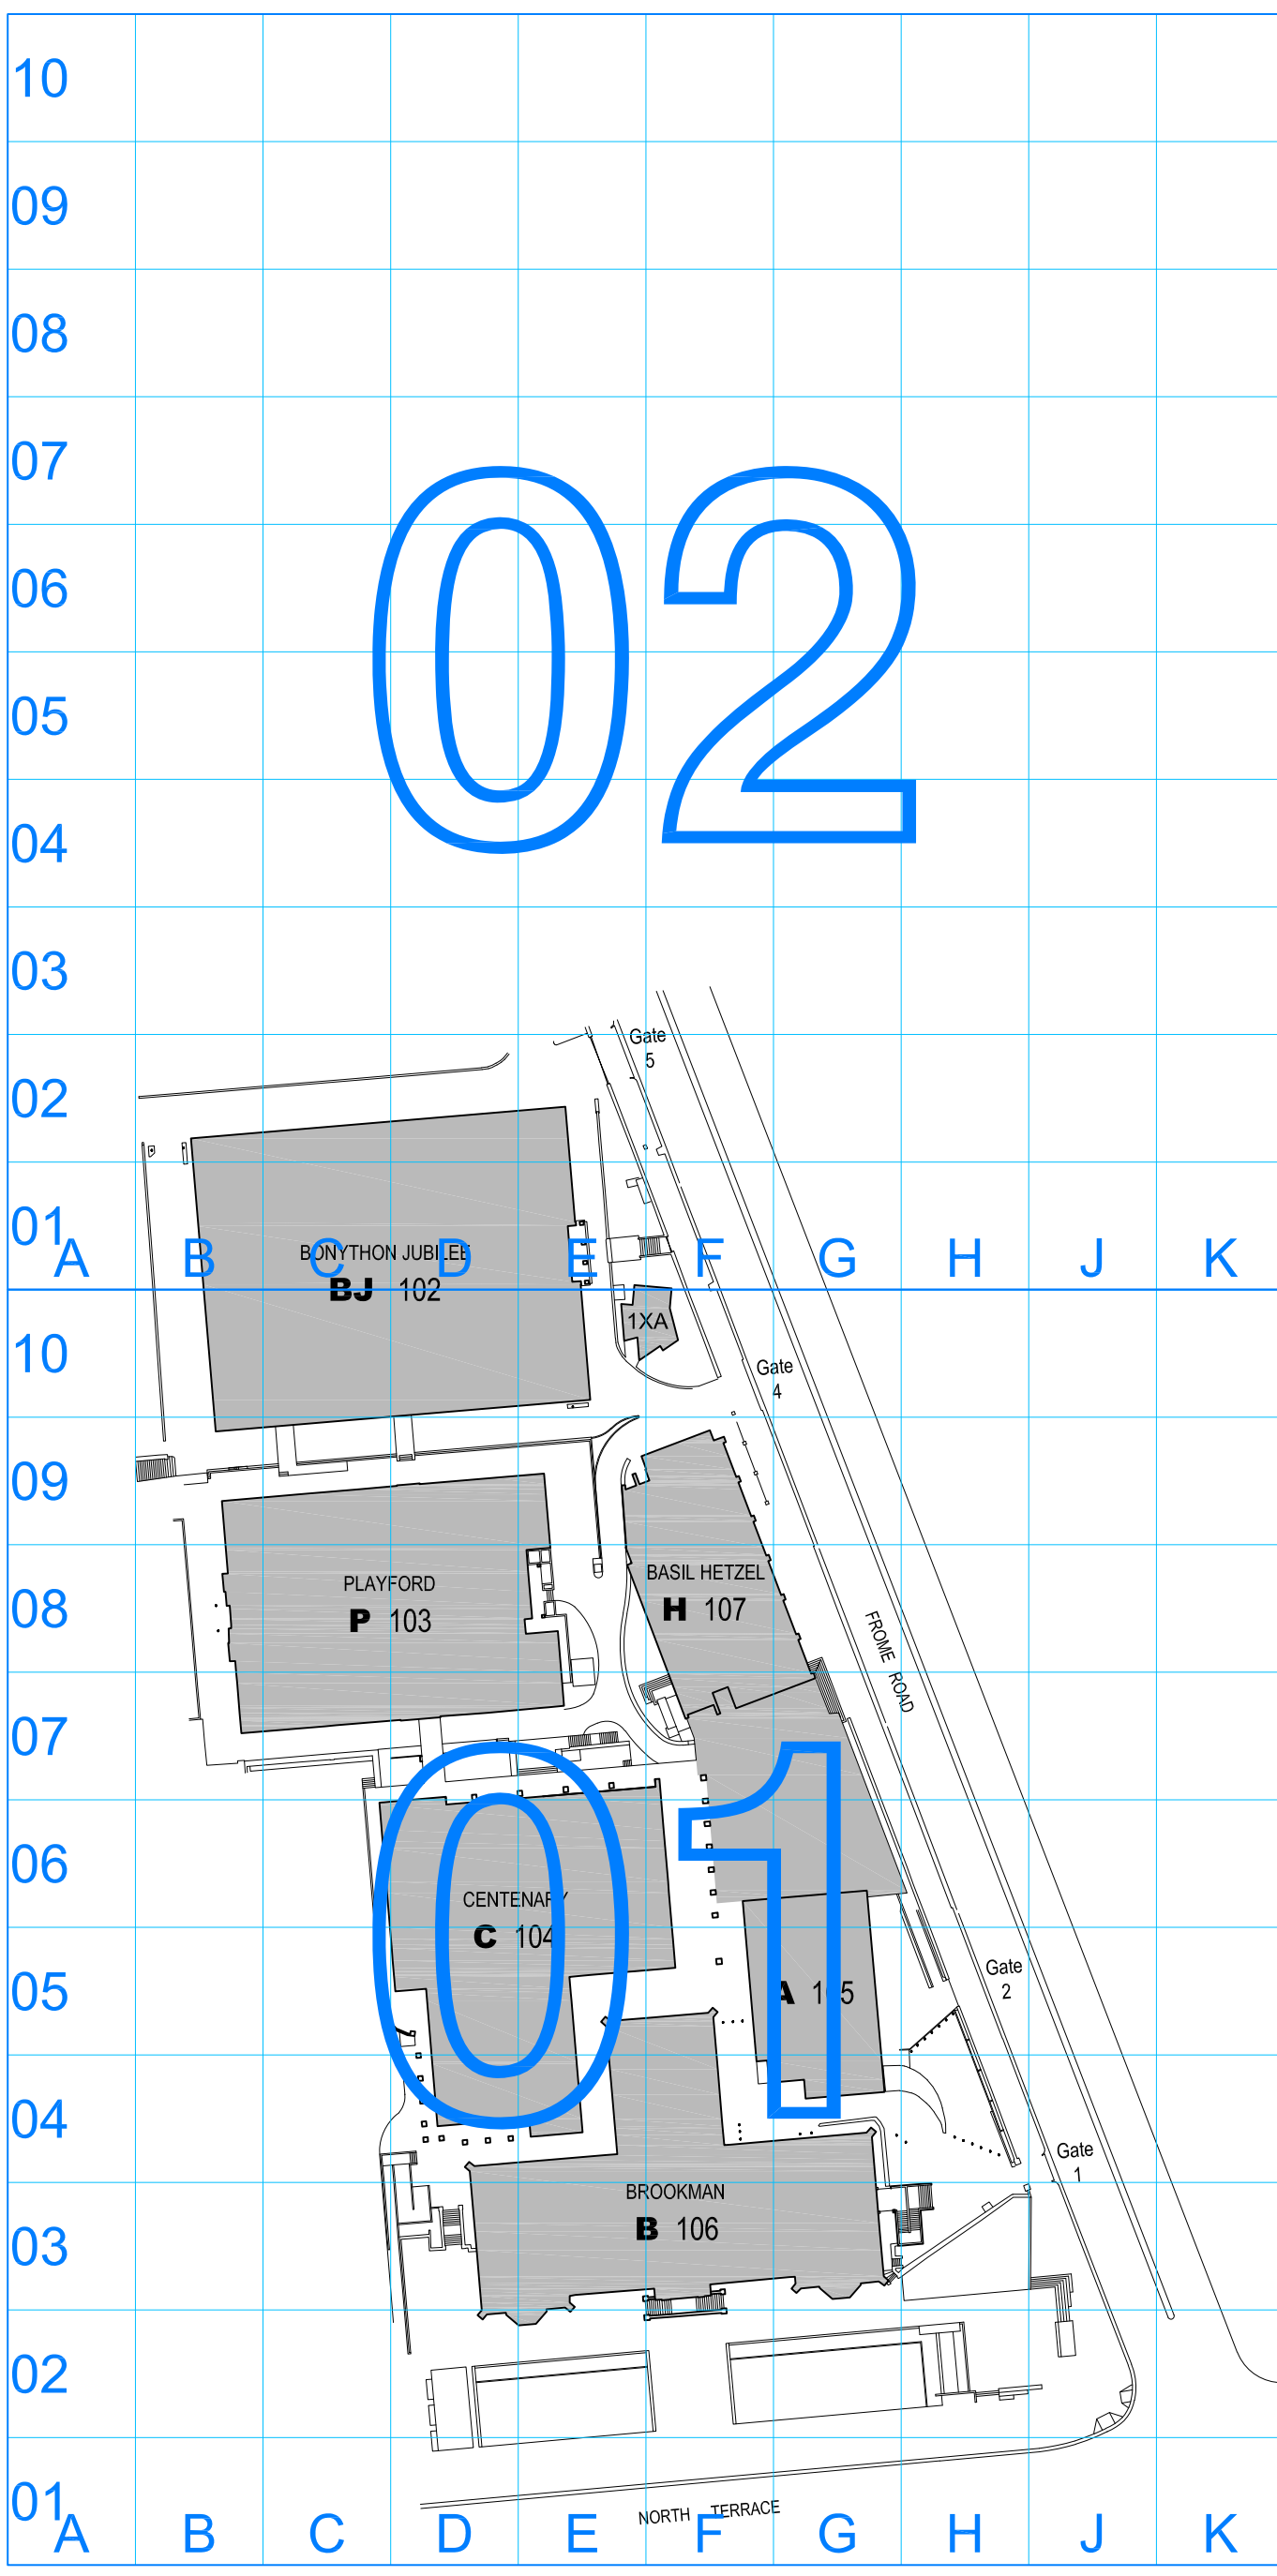 10
09
08
07
02
06
05
04
03
Gate
5
02
01
BONYTHON JUBILEE
A B C D E F G H J K
BJ 102
1XA
10
Gate
4
09
BASIL HETZEL
PLAYFORD
H 107
08
P 103
FROME ROAD
07
01
06
CENTENARY
C 104
Gate
2
05
A 105
04
Gate
1
BROOKMAN
B 106
03
02
01
NORTH TERRACE
A B C D E F G H J K